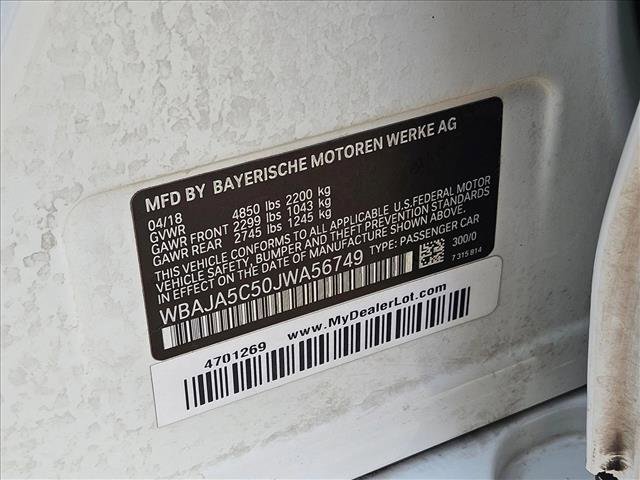 MFD BY BAYERISCHE MOTOREN WERKE AG
04/18
GVWR 4850 lbs 2200 kg
GAWR FRONT 2299 lbs 1043 kg
GAWR REAR 2745 lbs 1245 kg
THIS VEHICLE CONFORMS TO ALL APPLICABLE U.S. FEDERAL MOTOR
VEHICLE SAFETY, BUMPER AND THEFT PREVENTION STANDARDS
IN EFFECT ON THE DATE OF MANUFACTURE SHOWN ABOVE.
WBAJA5C50JWA56749 TYPE: PASSENGER CAR
300/0
7 315 814
4701269 www.MyDealerLot.com